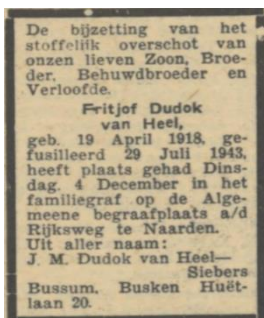 De bijzetting van het
stoffelijk overschot van
onzen lieven Zoon, Broe-
der, Behuwdbroeder en
Verloofde.
Fritjof Dudok
van Heel,
geb. 19 April 1918, ge-
fusilleerd 29 Juli 1943,
heeft plaats gehad Dins-
dag. 4 December in het
familiegraf op de Alge-
meene begraafplaats a/d
Rijksweg te Naarden.
Uit aller naam:
J. M. Dudok van Heel—
Siebers
Bussum. Busken Huët-
laan 20.